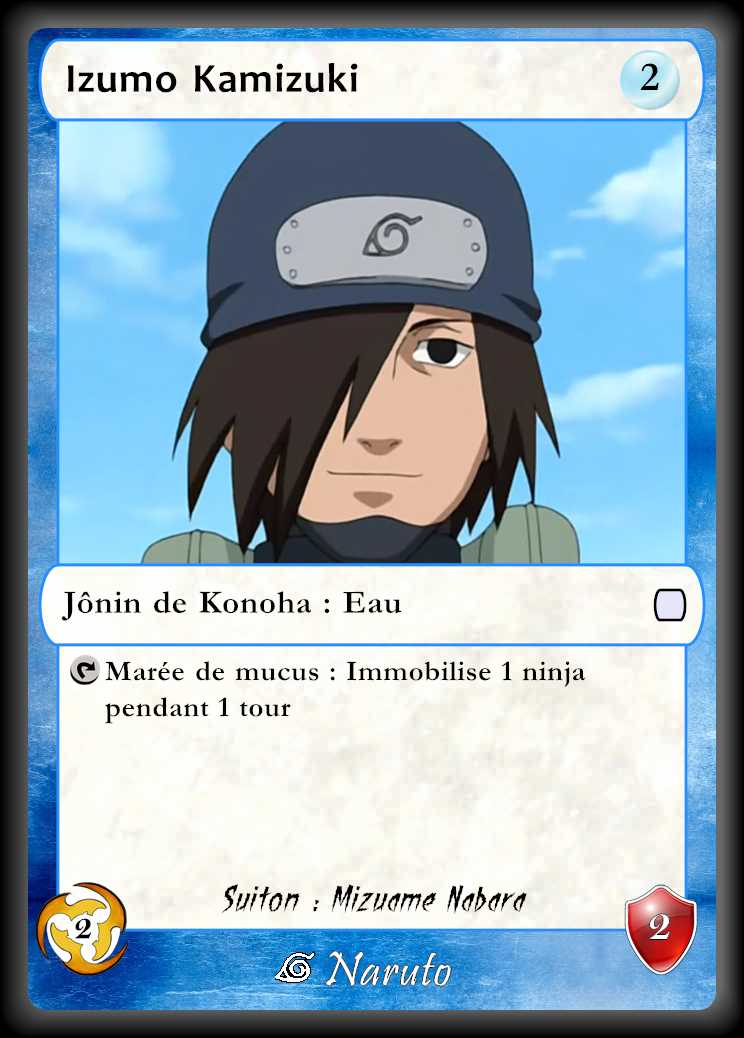 Izumo Kamizuki
2
Jônin de Konoha : Eau
Marée de mucus : Immobilise 1 ninja
pendant 1 tour
Suiton : Mizuame Nabara
2
2
Naruto